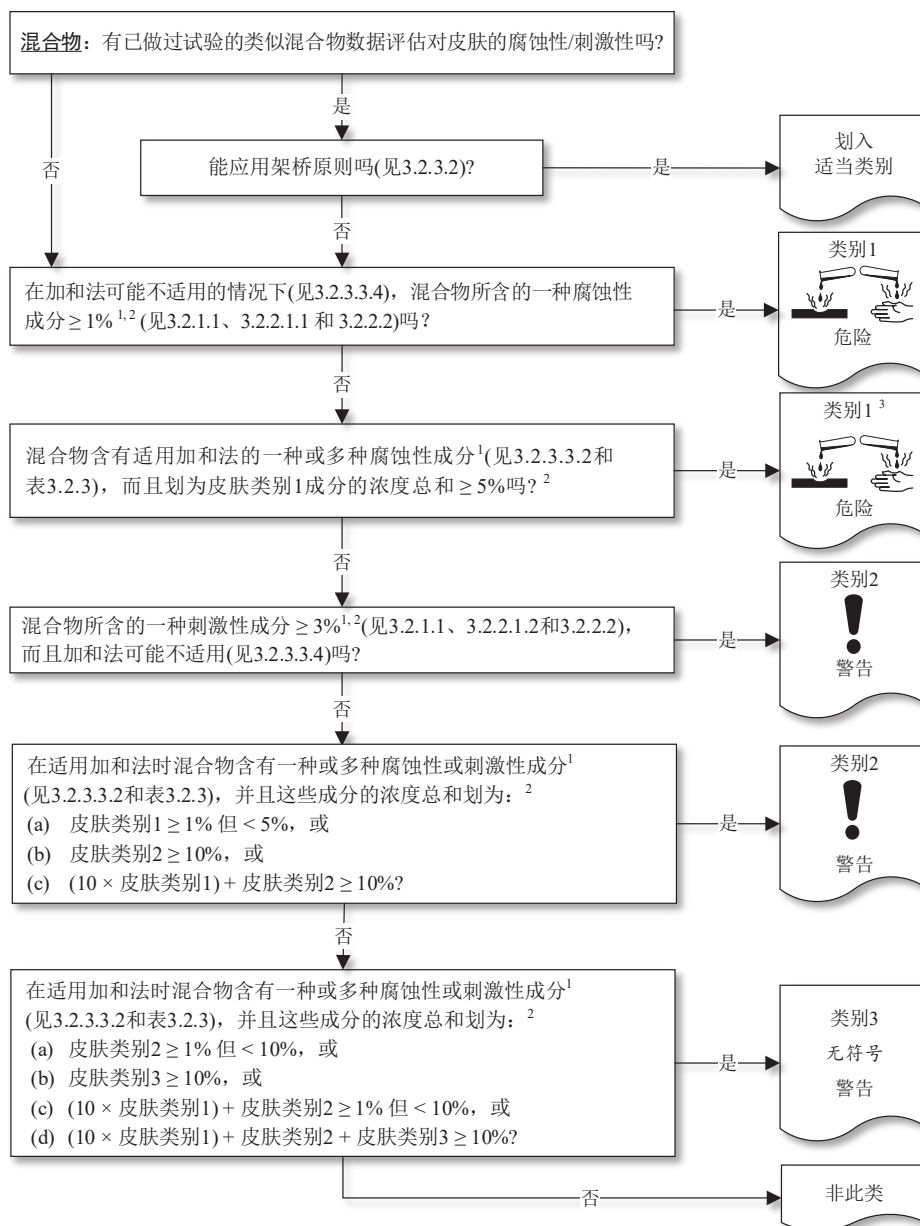 混合物：有已做过试验的类似混合物数据评估对皮肤的腐蚀性/刺激性吗?
是
否
能应用架桥原则吗(见3.2.3.2)?
是
划入
适当类别
否
在加和法可能不适用的情况下(见3.2.3.3.4)，混合物所含的一种腐蚀性
成分 ≥ 1% 1, 2 (见3.2.1.1、3.2.2.1.1 和 3.2.2.2)吗?
是
类别1
危险
否
混合物含有适用加和法的一种或多种腐蚀性成分1(见3.2.3.3.2和
表3.2.3)，而且划为皮肤类别1成分的浓度总和 ≥ 5%吗? 2
是
类别1 3
危险
否
混合物所含的一种刺激性成分 ≥ 3%1, 2(见3.2.1.1、3.2.2.1.2和3.2.2.2)，
而且加和法可能不适用(见3.2.3.3.4)吗?
是
类别2
警告
否
在适用加和法时混合物含有一种或多种腐蚀性或刺激性成分1
(见3.2.3.3.2和表3.2.3)，并且这些成分的浓度总和划为：2
(a) 皮肤类别1 ≥ 1% 但 < 5%，或
(b) 皮肤类别2 ≥ 10%，或
(c) (10 × 皮肤类别1) + 皮肤类别2 ≥ 10%?
是
类别2
警告
否
在适用加和法时混合物含有一种或多种腐蚀性或刺激性成分1
(见3.2.3.3.2和表3.2.3)，并且这些成分的浓度总和划为：2
(a) 皮肤类别2 ≥ 1% 但 < 10%，或
(b) 皮肤类别3 ≥ 10%，或
(c) (10 × 皮肤类别1) + 皮肤类别2 ≥ 1% 但 < 10%，或
(d) (10 × 皮肤类别1) + 皮肤类别2 + 皮肤类别3 ≥ 10%?
是
类别3
无符号
警告
否
非此类